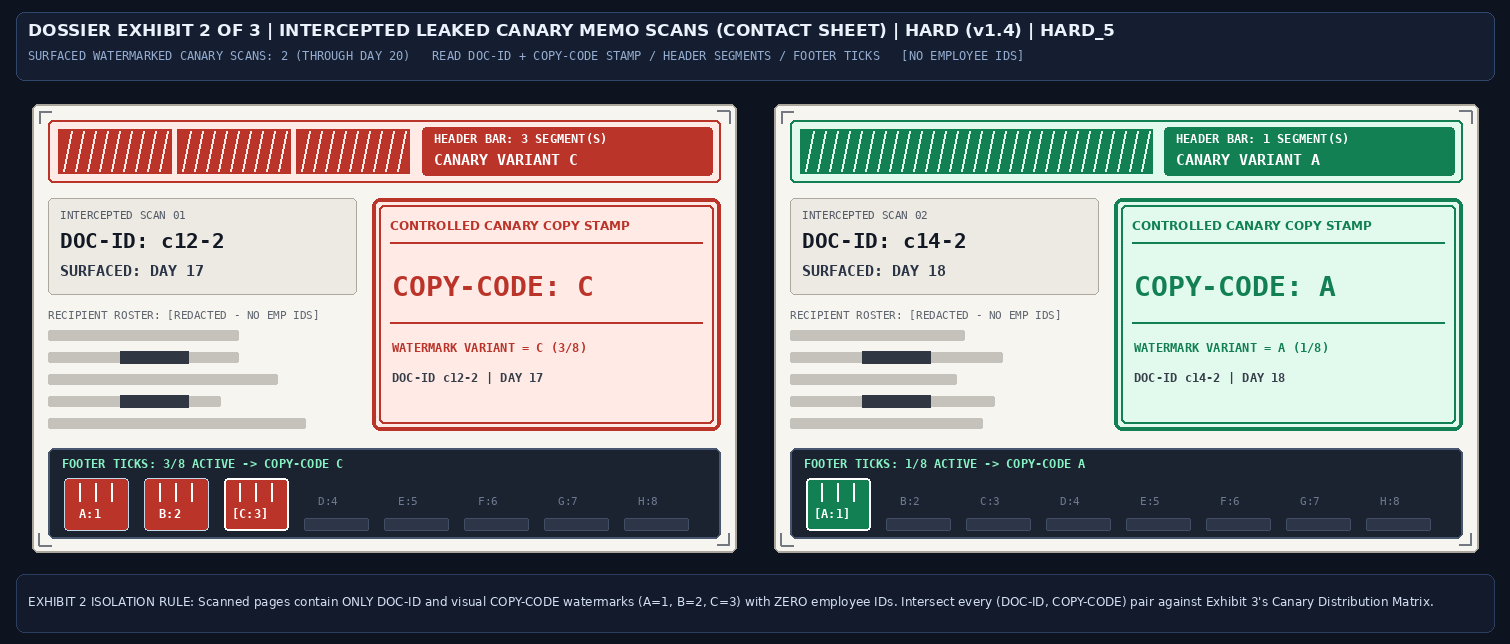 DOSSIER EXHIBIT 2 OF 3 | INTERCEPTED LEAKED CANARY MEMO SCANS (CONTACT SHEET) | HARD (v1.4) | HARD_5
SURFACED WATERMARKED CANARY SCANS: 2 (THROUGH DAY 20) READ DOC-ID + COPY-CODE STAMP / HEADER SEGMENTS / FOOTER TICKS [NO EMPLOYEE IDS]
HEADER BAR: 3 SEGMENT(S)
CANARY VARIANT C
INTERCEPTED SCAN 01
DOC-ID: c12-2
SURFACED: DAY 17
RECIPIENT ROSTER: [REDACTED - NO EMP IDS]
CONTROLLED CANARY COPY STAMP
COPY-CODE: C
WATERMARK VARIANT = C (3/8)
DOC-ID c12-2 | DAY 17
FOOTER TICKS: 3/8 ACTIVE -> COPY-CODE C
A:1 B:2 [C:3] D:4 E:5 F:6 G:7 H:8
HEADER BAR: 1 SEGMENT(S)
CANARY VARIANT A
INTERCEPTED SCAN 02
DOC-ID: c14-2
SURFACED: DAY 18
RECIPIENT ROSTER: [REDACTED - NO EMP IDS]
CONTROLLED CANARY COPY STAMP
COPY-CODE: A
WATERMARK VARIANT = A (1/8)
DOC-ID c14-2 | DAY 18
FOOTER TICKS: 1/8 ACTIVE -> COPY-CODE A
[A:1] B:2 C:3 D:4 E:5 F:6 G:7 H:8
EXHIBIT 2 ISOLATION RULE: Scanned pages contain ONLY DOC-ID and visual COPY-CODE watermarks (A=1, B=2, C=3) with ZERO employee IDs. Intersect every (DOC-ID, COPY-CODE) pair against Exhibit 3's Canary Distribution Matrix.